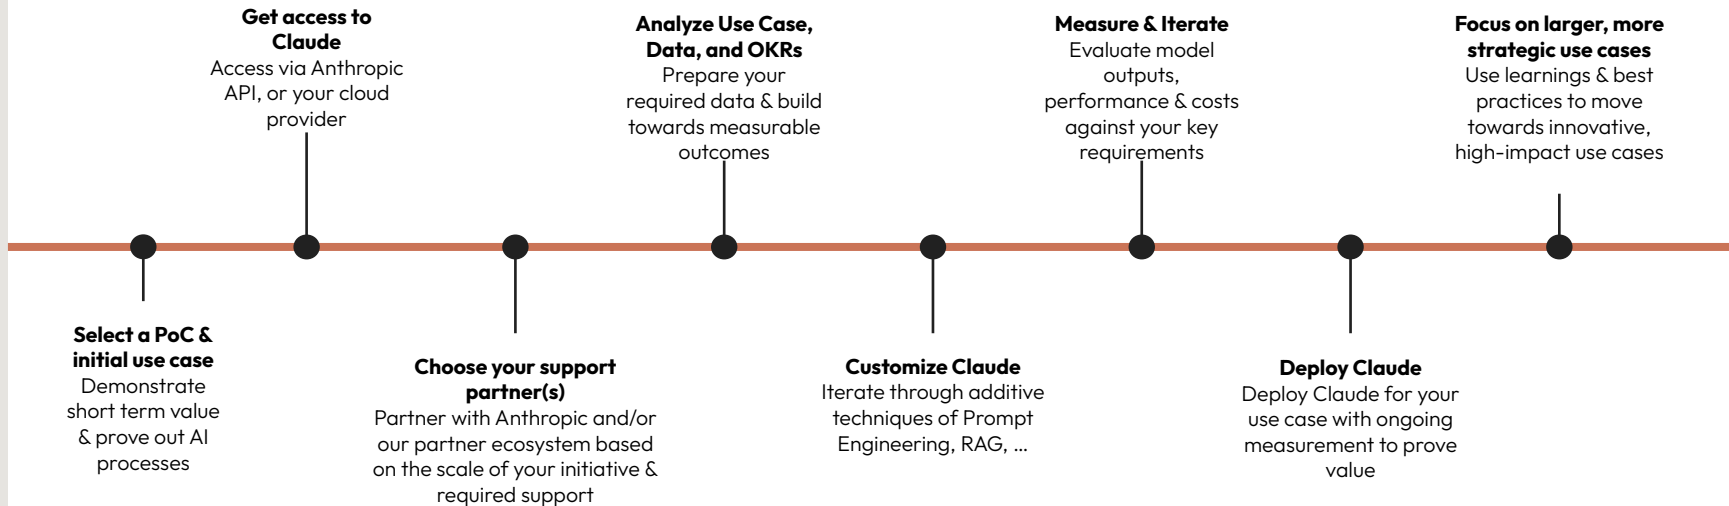 Select a PoC &
initial use case
Demonstrate
short term value
& prove out AI
processes
Get access to
Claude
Access via Anthropic
API, or your cloud
provider
Choose your support
partner(s)
Partner with Anthropic and/or
our partner ecosystem based
on the scale of your initiative &
required support
Analyze Use Case,
Data, and OKRs
Prepare your
required data & build
towards measurable
outcomes
Customize Claude
Iterate through additive
techniques of Prompt
Engineering, RAG, ...
Measure & Iterate
Evaluate model
outputs,
performance & costs
against your key
requirements
Deploy Claude
Deploy Claude for your
use case with ongoing
measurement to prove
value
Focus on larger, more
strategic use cases
Use learnings & best
practices to move
towards innovative,
high-impact use cases